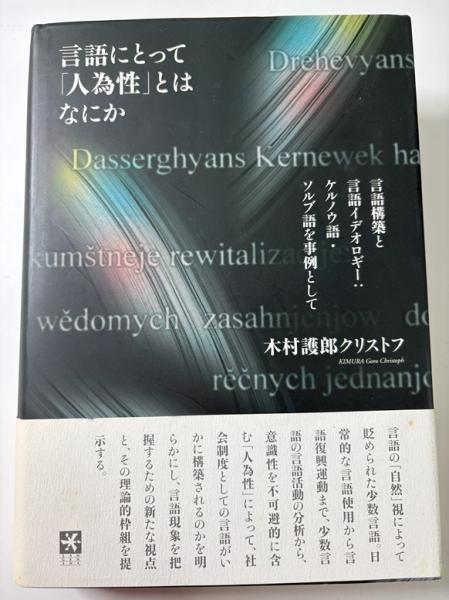 言語にとって
「人為性」とは
なにか
Drehevyans
Dasserghyans Kernewek ha
kumštneje rewitalizacije:
wědomych zasahnjenjow do
rěčnych jednanjo
言語構築と
言語イデオロギー:
ケルノウ語・
ソルブ語を事例として
木村護郎クリストフ
KIMURA Goro Christoph
言語の「自然」視によって
貶められた少数言語。日
常的な言語使用から言
語復興運動まで、少数言
語の言語活動の分析から、
意識性を不可避的に含
む「人為性」によって、社
会制度としての言語がい
かに構築されるのかを明
らかにし、言語現象を把
握するための新たな視点
と、その理論的枠組を提
示する。